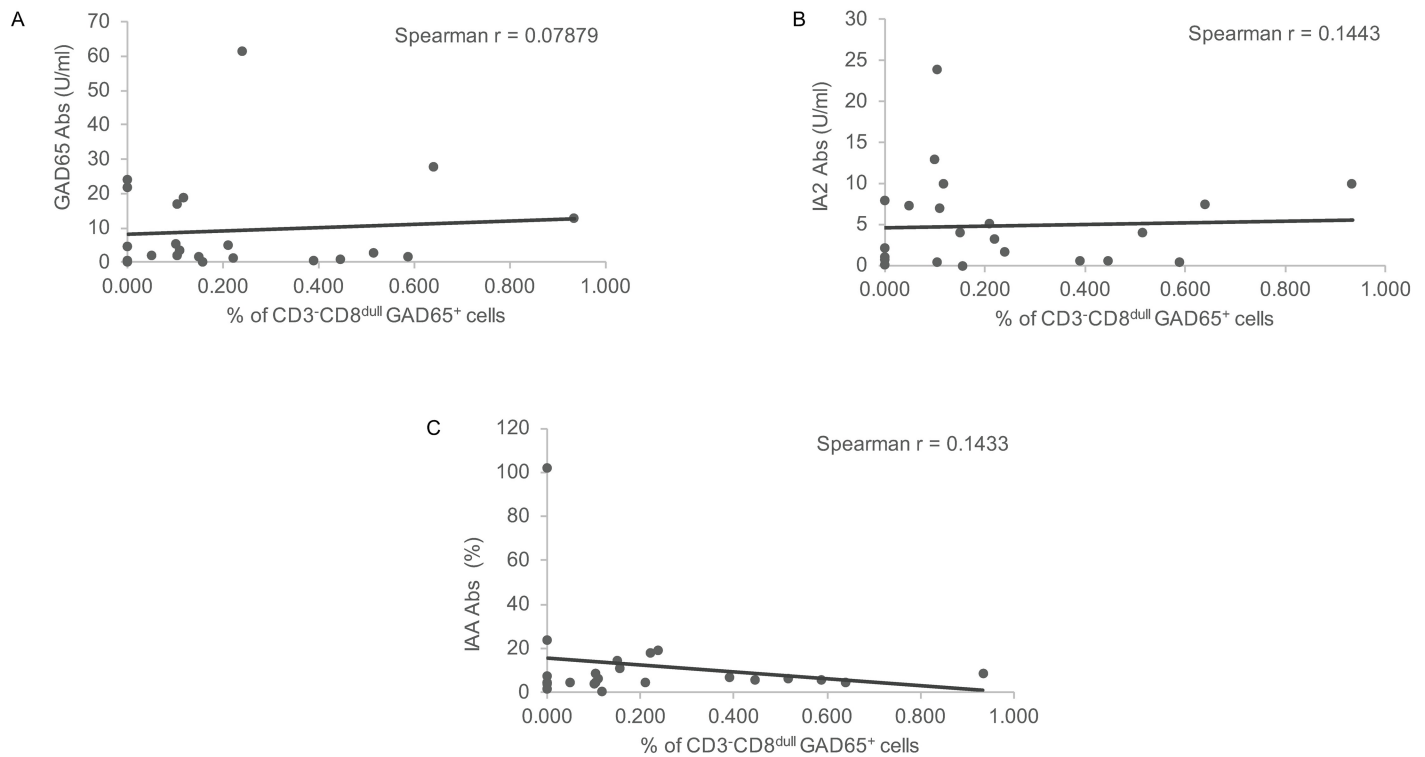 A
Spearman r = 0.07879
GAD65 Abs (U/ml)
70
60
50
40
30
20
10
0
0.000 0.200 0.400 0.600 0.800 1.000
% of CD3⁻CD8ᵈᵘˡˡ GAD65⁺ cells
B
Spearman r = 0.1443
IA2 Abs (U/ml)
30
25
20
15
10
5
0
0.000 0.200 0.400 0.600 0.800 1.000
% of CD3⁻CD8ᵈᵘˡˡ GAD65⁺ cells
C
Spearman r = 0.1433
IAA Abs (%)
120
100
80
60
40
20
0
0.000 0.200 0.400 0.600 0.800 1.000
% of CD3⁻CD8ᵈᵘˡˡ GAD65⁺ cells